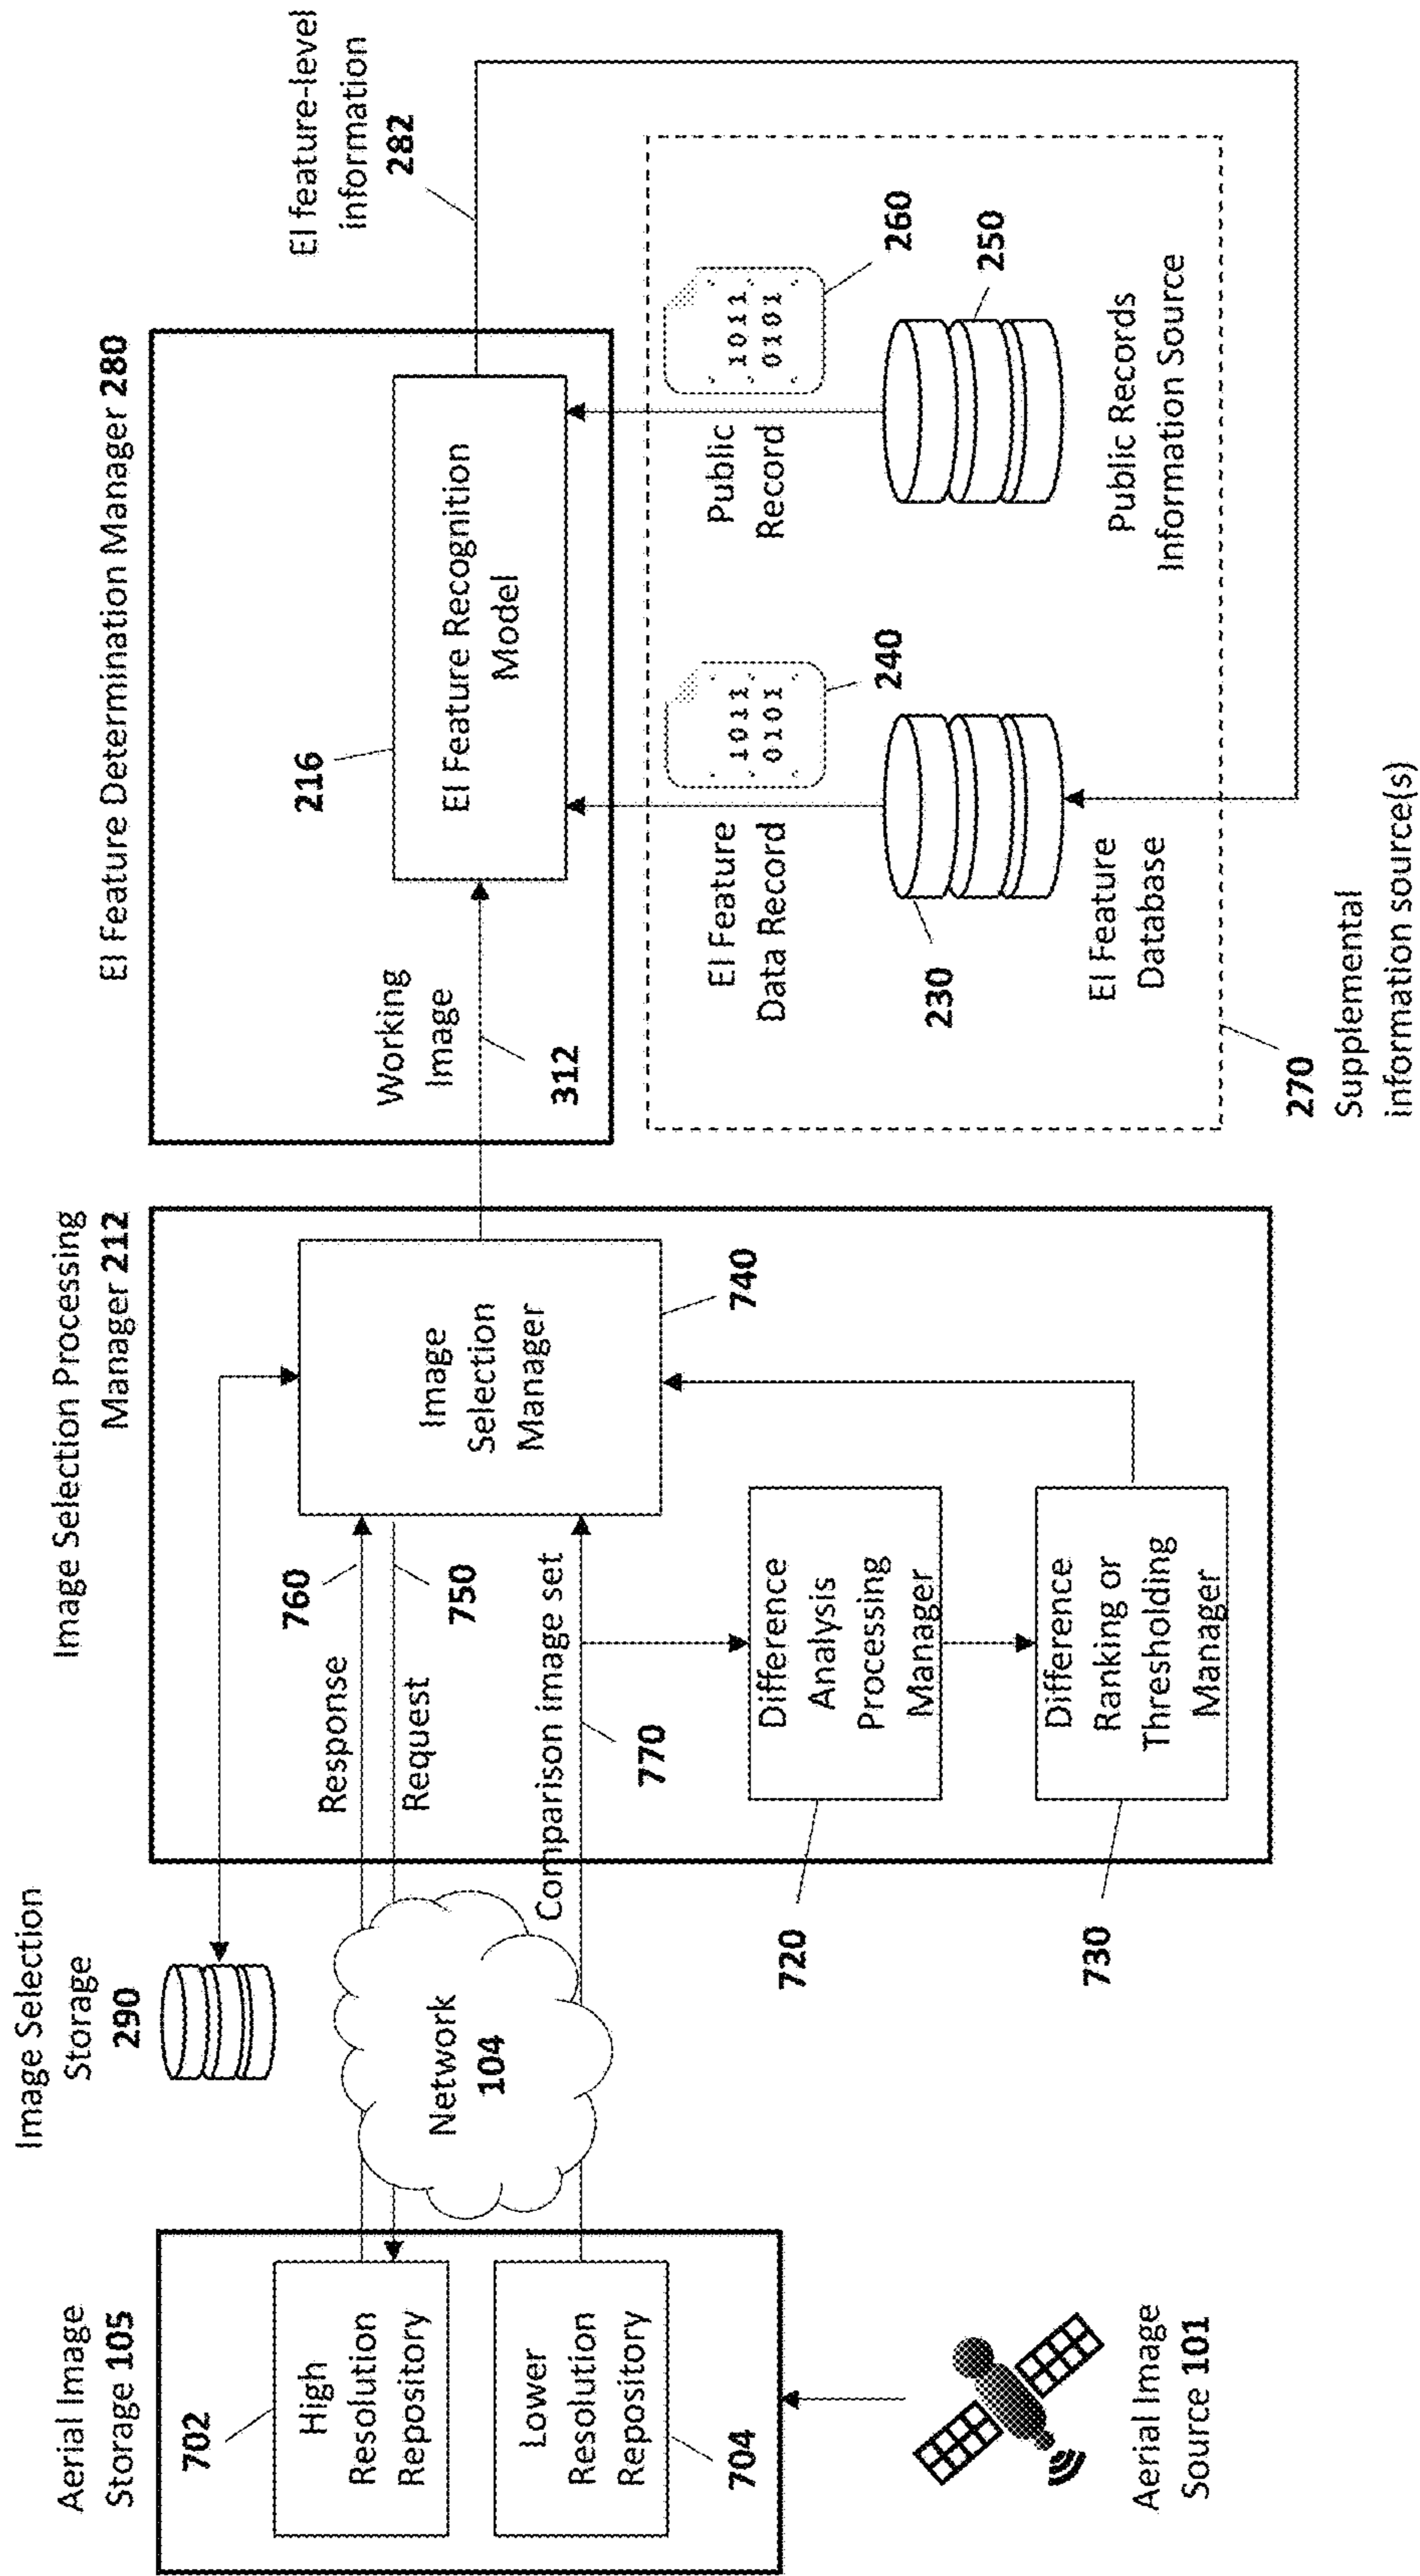 Aerial Image
Storage 105
702
High
Resolution
Repository
Lower
Resolution
Repository
704
Aerial Image
Source 101
Image Selection
Storage
290
Network
104
Image Selection Processing
Manager 212
Response
760
Request
750
Comparison image set
770
Image
Selection
Manager
740
Difference
Analysis
Processing
Manager
720
Difference
Ranking or
Thresholding
Manager
730
EI Feature Determination Manager 280
Working
Image
312
216
EI Feature Recognition
Model
EI feature-level
information
282
EI Feature
Data Record
1011
0101
240
Public
Record
1011
0101
260
230
EI Feature
Database
250
Public Records
Information Source
270
Supplemental
information source(s)